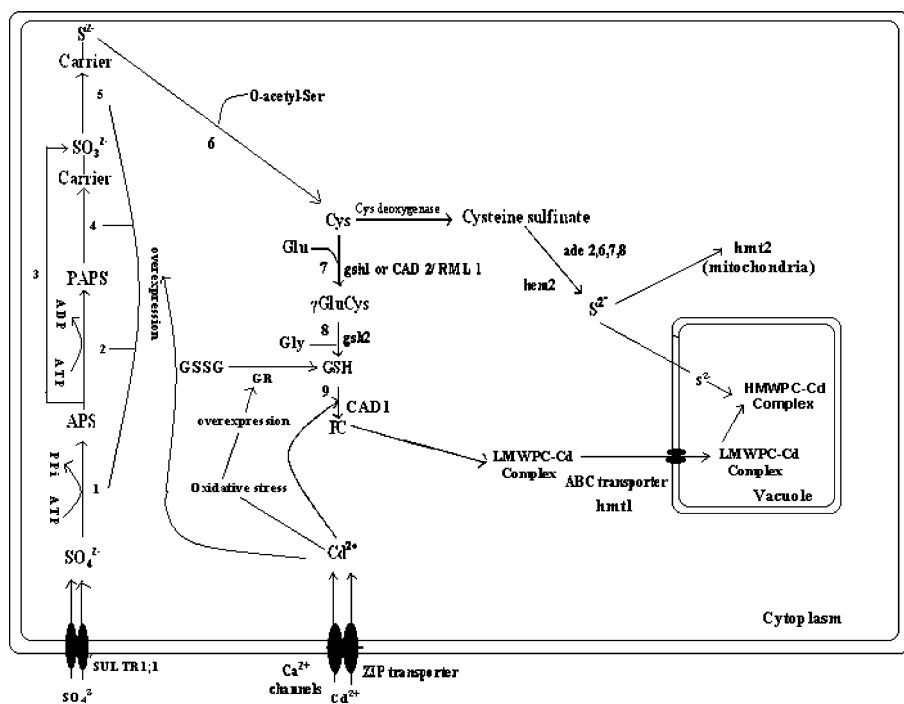 S²⁻
Carrier
5
O-acetyl-Ser
6
SO₃²⁻
Carrier
4
3
overexpression
PAPS
ADP
ATP
2
APS
PPi
ATP
1
SO₄²⁻
SULTR1;1
SO₄²⁻
Cys
Cys deoxygenase
Cysteine sulfinate
Glu
7
gsh1 or CAD 2/ RML 1
ade 2,6,7,8
hem2
hmt2
(mitochondria)
S²⁻
γGluCys
8
Gly
gsh2
GSSG
GSH
GR
9
CAD1
PC
overexpression
Oxidative stress
Cd²⁺
s²⁻
HMWPC-Cd
Complex
LMWPC-Cd
Complex
LMWPC-Cd
Complex
ABC transporter
hmt1
Vacuole
Cytoplasm
Ca²⁺
channels
Cd²⁺
ZIP transporter